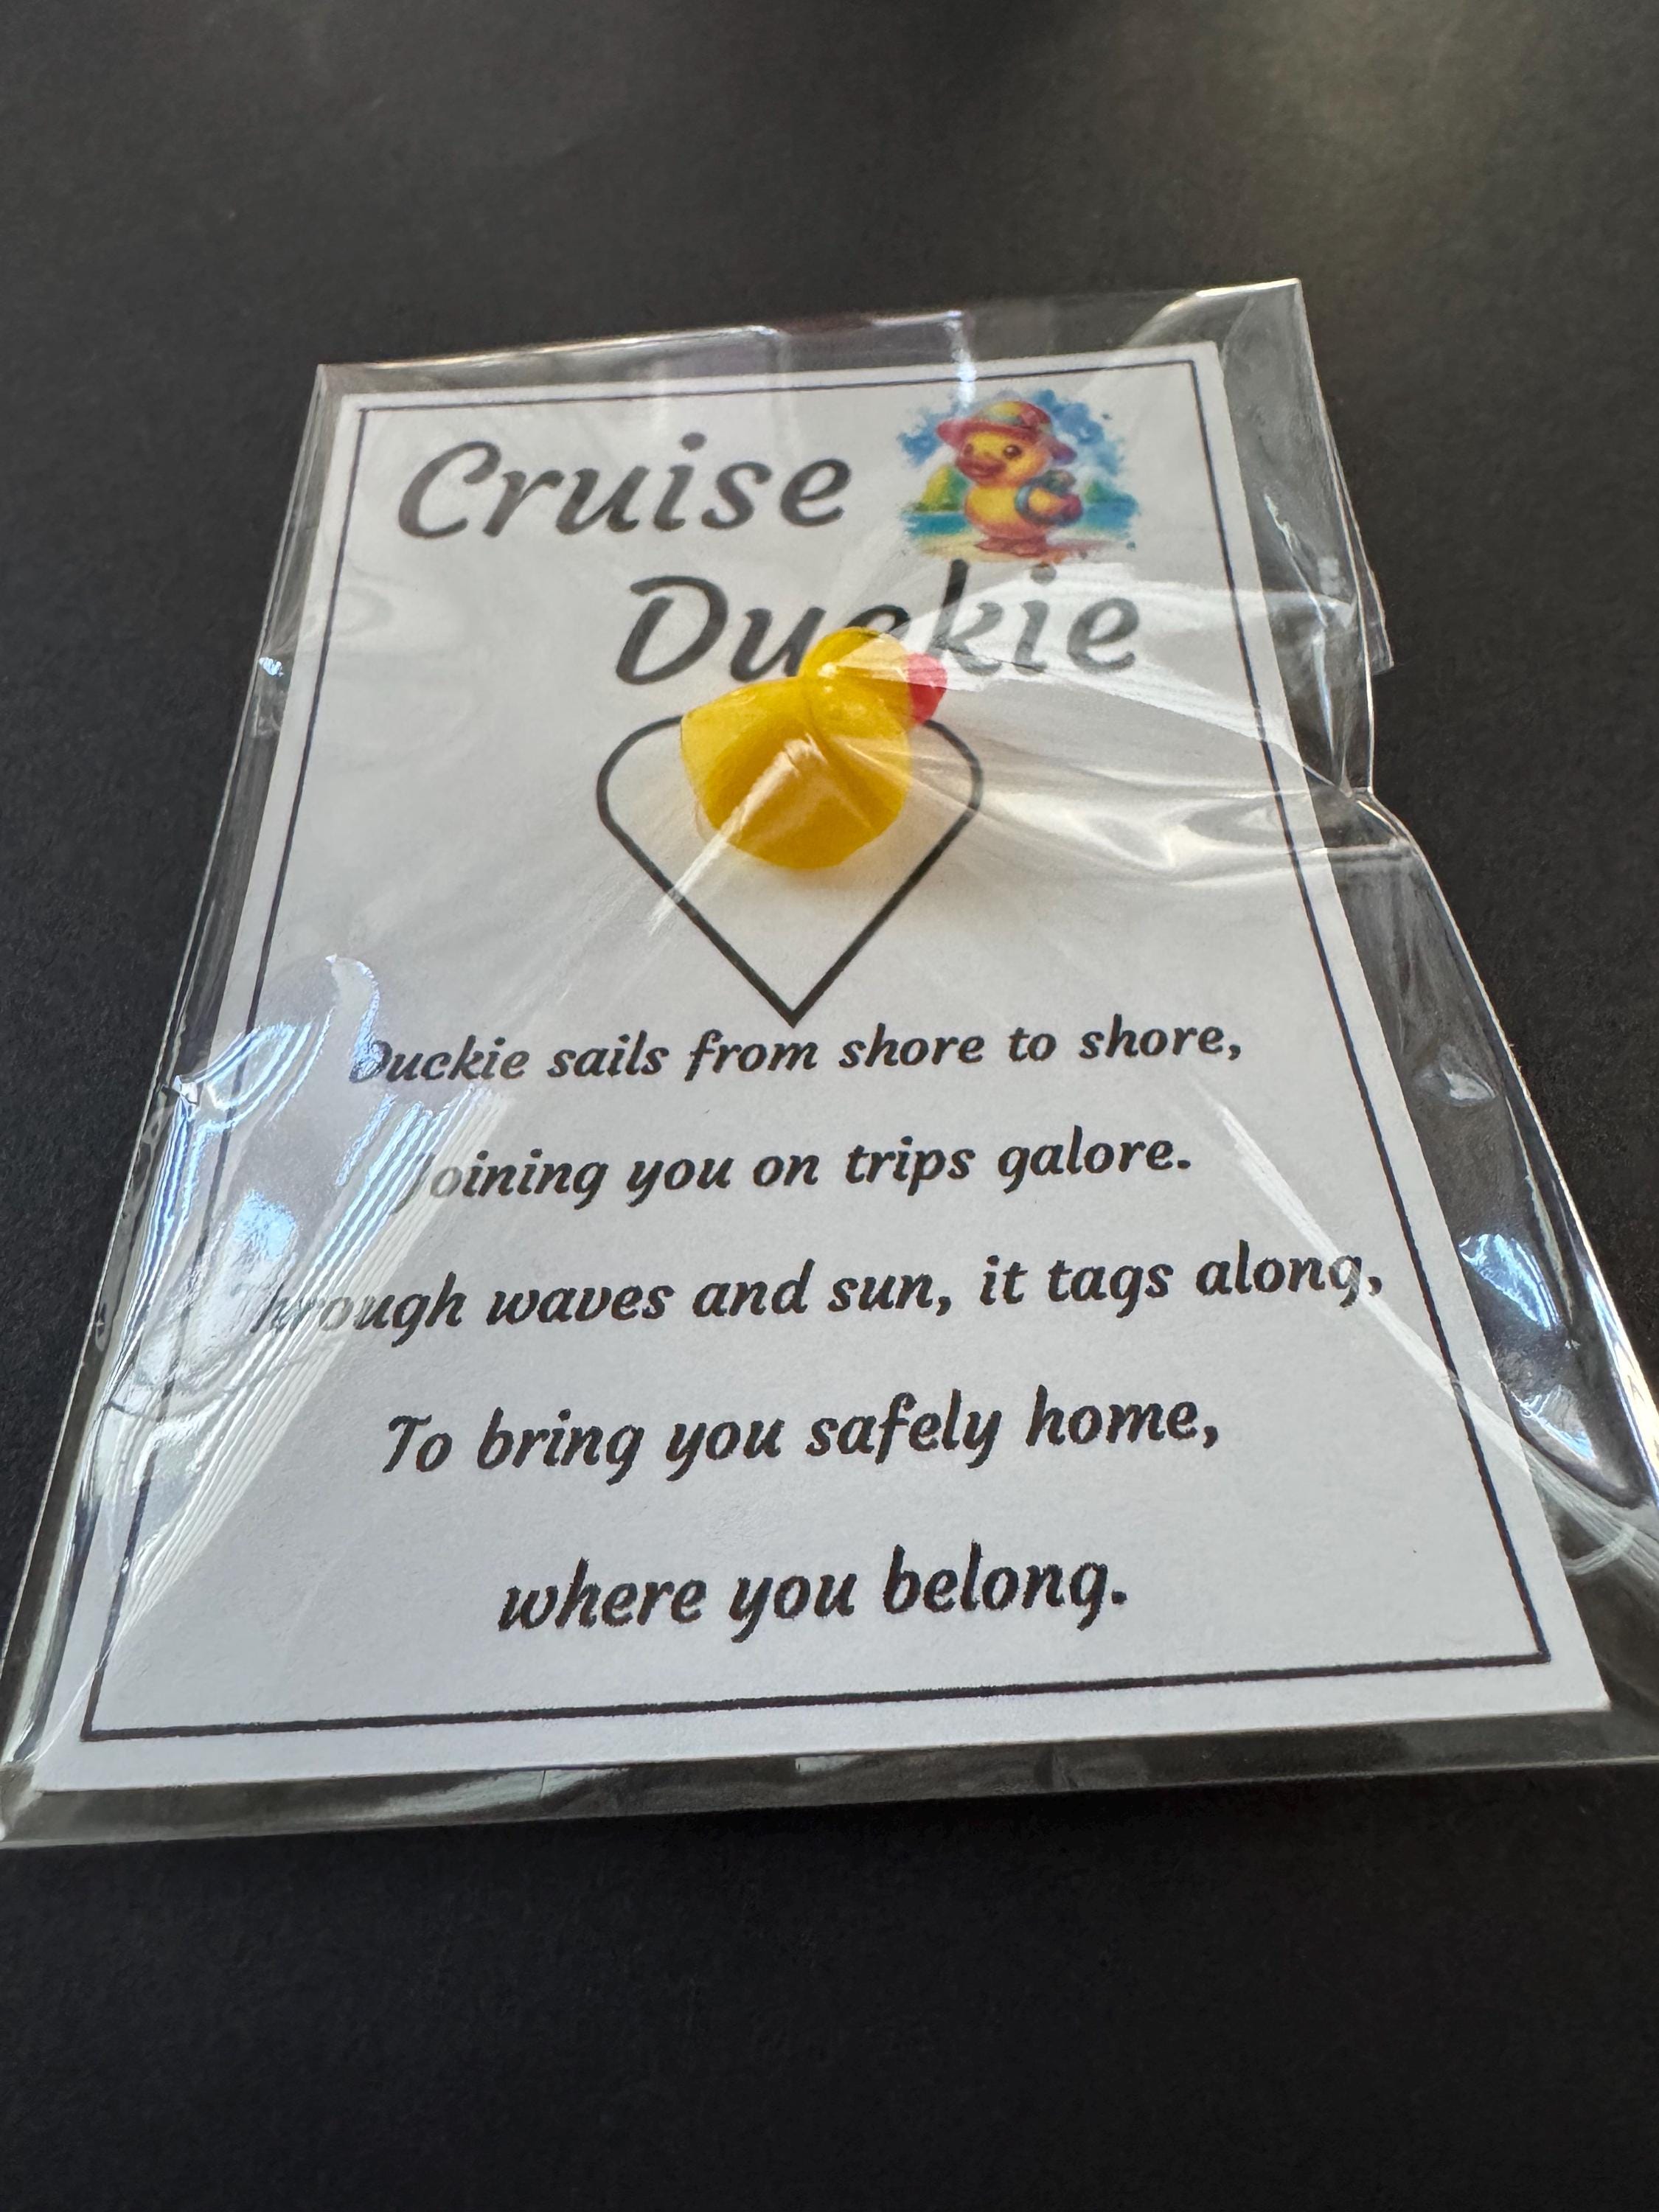 Cruise
Duckie
Duckie sails from shore to shore,
Joining you on trips galore.
Through waves and sun, it tags along,
To bring you safely home,
where you belong.